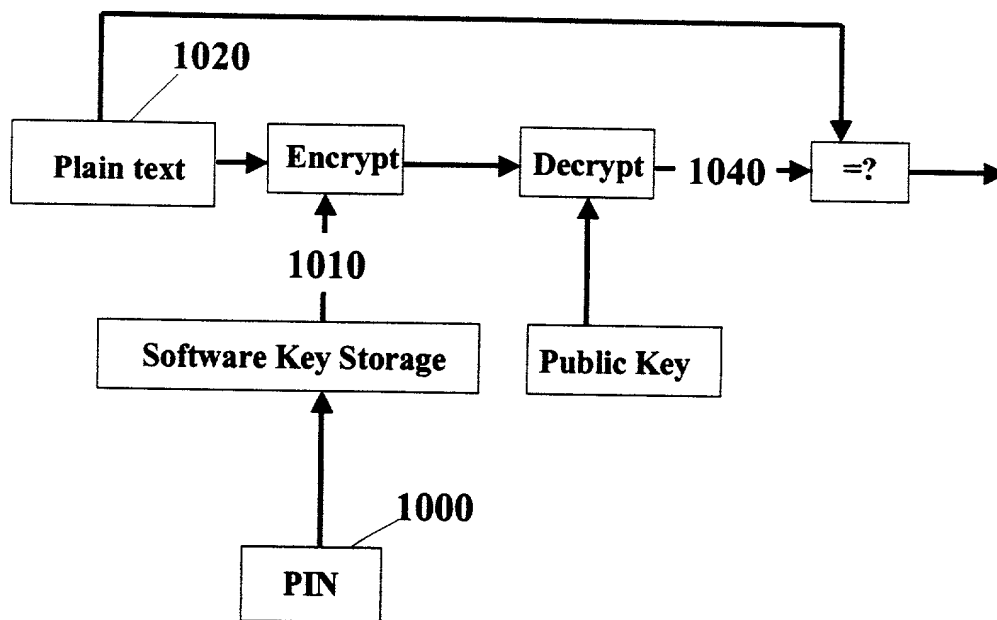 1020
Plain text
Encrypt
Decrypt
1040
=?
1010
Software Key Storage
Public Key
1000
PIN